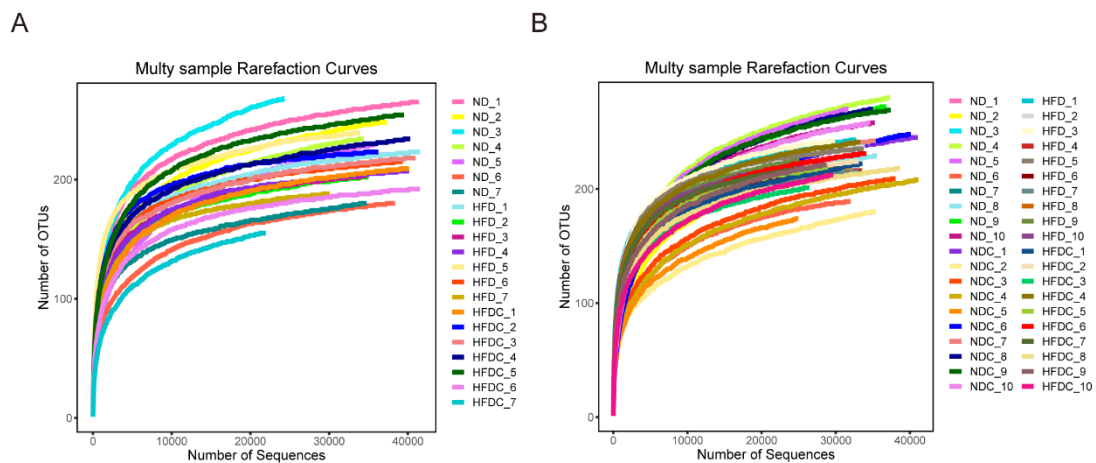 A
Multy sample Rarefaction Curves
Number of OTUs
200
100
0
0 10000 20000 30000 40000
Number of Sequences
ND_1
ND_2
ND_3
ND_4
ND_5
ND_6
ND_7
HFD_1
HFD_2
HFD_3
HFD_4
HFD_5
HFD_6
HFD_7
HFDC_1
HFDC_2
HFDC_3
HFDC_4
HFDC_5
HFDC_6
HFDC_7
B
Multy sample Rarefaction Curves
Number of OTUs
200
100
0
0 10000 20000 30000 40000
Number of Sequences
ND_1 HFD_1
ND_2 HFD_2
ND_3 HFD_3
ND_4 HFD_4
ND_5 HFD_5
ND_6 HFD_6
ND_7 HFD_7
ND_8 HFD_8
ND_9 HFD_9
ND_10 HFD_10
NDC_1 HFDC_1
NDC_2 HFDC_2
NDC_3 HFDC_3
NDC_4 HFDC_4
NDC_5 HFDC_5
NDC_6 HFDC_6
NDC_7 HFDC_7
NDC_8 HFDC_8
NDC_9 HFDC_9
NDC_10 HFDC_10